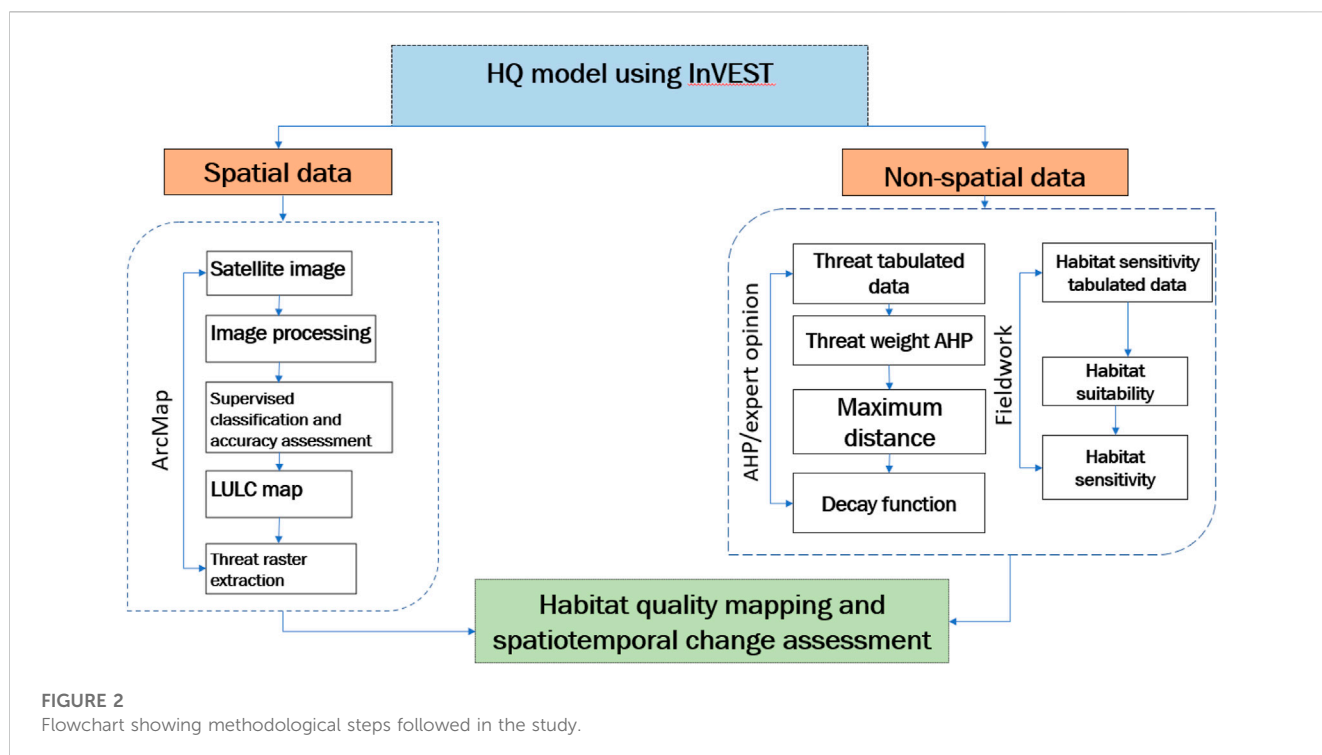 HQ model using InVEST
Spatial data
Non-spatial data
ArcMap
Satellite image
Image processing
Supervised
classification and
accuracy assessment
LULC map
Threat raster
extraction
AHP/expert opinion
Threat tabulated
data
Threat weight AHP
Maximum
distance
Decay function
Fieldwork
Habitat sensitivity
tabulated data
Habitat
suitability
Habitat
sensitivity
Habitat quality mapping and
spatiotemporal change assessment
FIGURE 2
Flowchart showing methodological steps followed in the study.